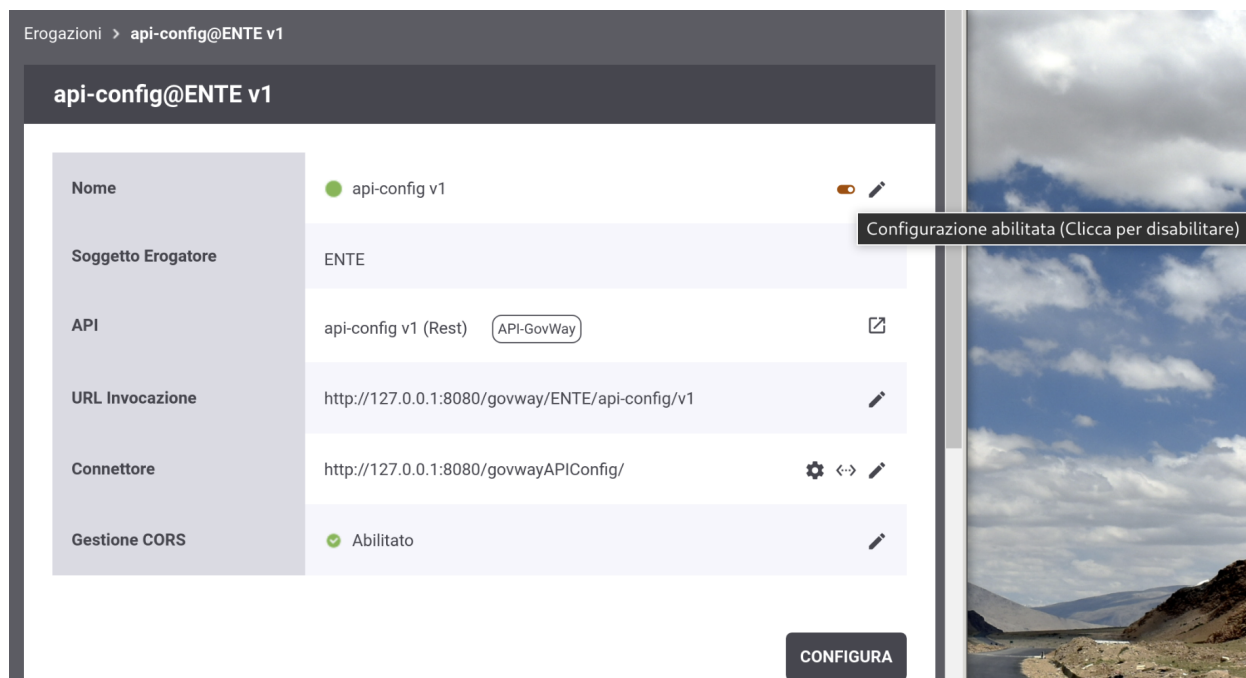 Erogazioni > api-config@ENTE v1
api-config@ENTE v1
Nome api-config v1
Configurazione abilitata (Clicca per disabilitare)
Soggetto Erogatore ENTE
API api-config v1 (Rest) API-GovWay
URL Invocazione http://127.0.0.1:8080/govway/ENTE/api-config/v1
Connettore http://127.0.0.1:8080/govwayAPIConfig/
Gestione CORS Abilitato
CONFIGURA